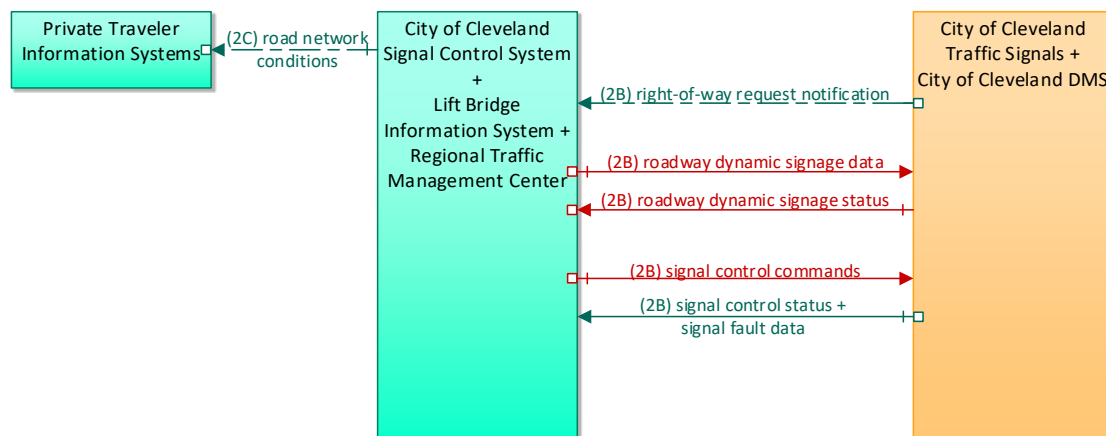 Private Traveler
Information Systems
(2C) road network
conditions
City of Cleveland
Signal Control System
+
Lift Bridge
Information System +
Regional Traffic
Management Center
City of Cleveland
Traffic Signals +
City of Cleveland DMS
(2B) right-of-way request notification
(2B) roadway dynamic signage data
(2B) roadway dynamic signage status
(2B) signal control commands
(2B) signal control status +
signal fault data